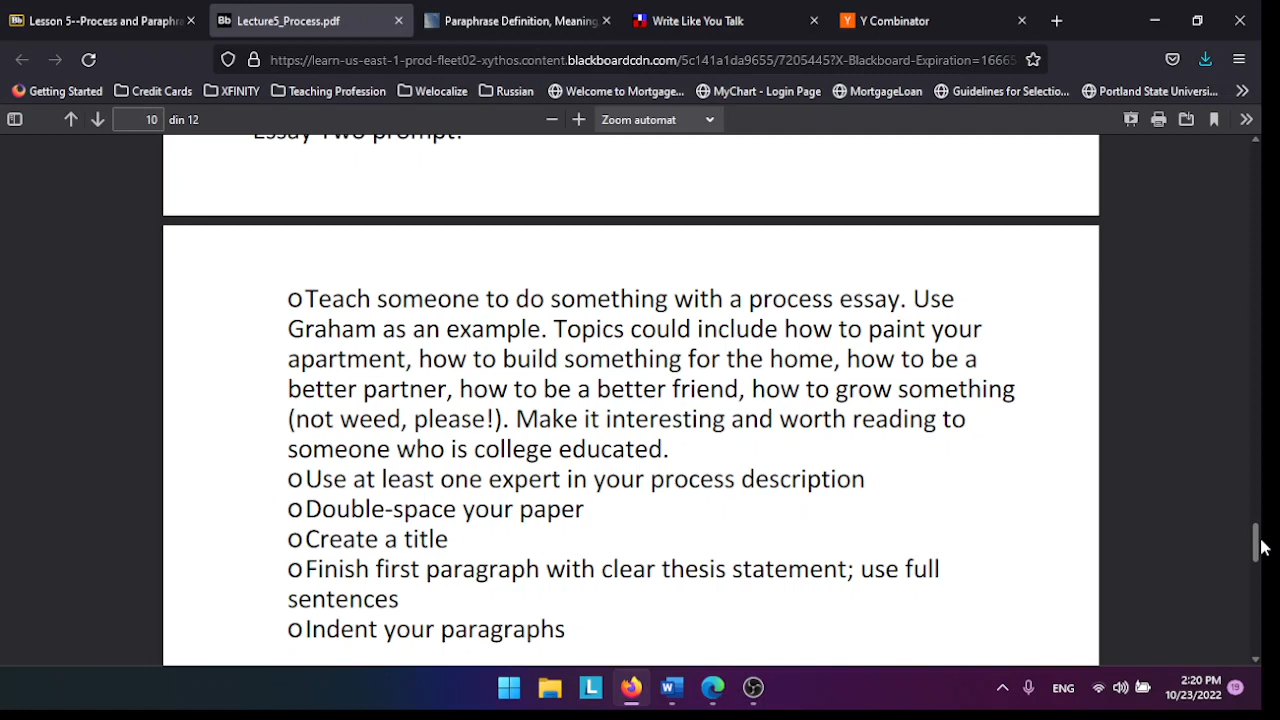 Lesson 5--Process and Paraphra
Lecture5_Process.pdf
Paraphrase Definition, Meaning
Write Like You Talk
Y Combinator
https://learn-us-east-1-prod-fleet02-xythos.content.blackboardcdn.com/5c141a1da9655/7205445?X-Blackboard-Expiration=16665
Getting Started
Credit Cards
XFINITY
Teaching Profession
Welocalize
Russian
Welcome to Mortgage...
MyChart - Login Page
MortgageLoan
Guidelines for Selectio...
Portland State Universi...
10 din 12
Zoom automat
Essay Two prompt:
oTeach someone to do something with a process essay. Use
Graham as an example. Topics could include how to paint your
apartment, how to build something for the home, how to be a
better partner, how to be a better friend, how to grow something
(not weed, please!). Make it interesting and worth reading to
someone who is college educated.
oUse at least one expert in your process description
oDouble-space your paper
oCreate a title
oFinish first paragraph with clear thesis statement; use full
sentences
oIndent your paragraphs
ENG
2:20 PM
10/23/2022
19